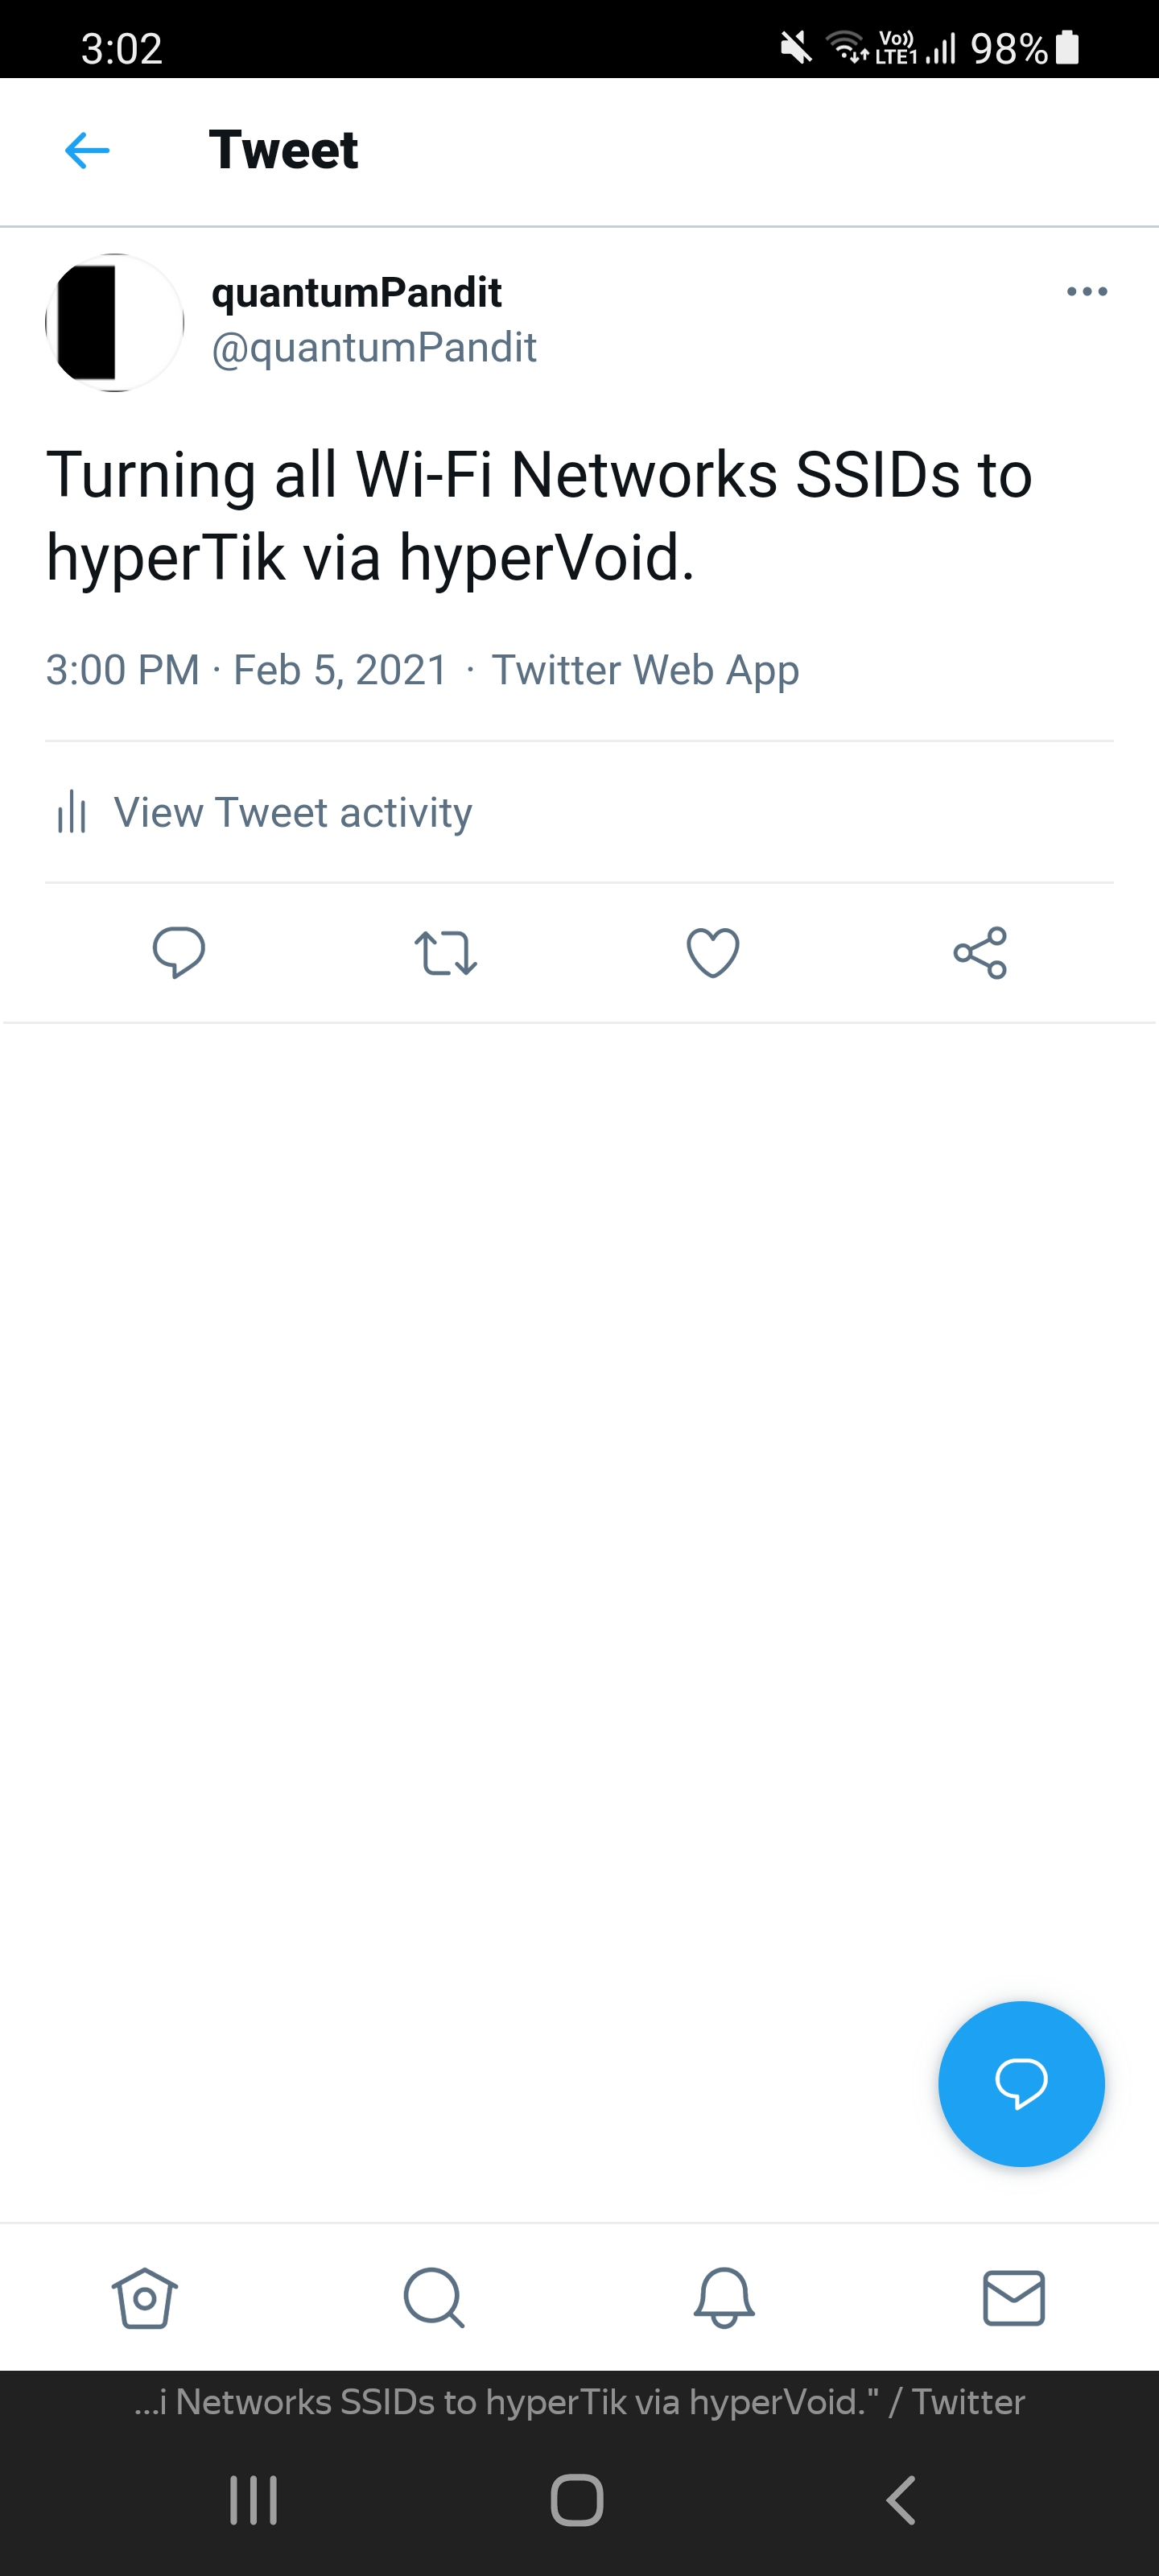 3:02
Vo))
LTE1
98%
Tweet
quantumPandit
@quantumPandit
Turning all Wi-Fi Networks SSIDs to
hyperTik via hyperVoid.
3:00 PM · Feb 5, 2021 · Twitter Web App
View Tweet activity
...i Networks SSIDs to hyperTik via hyperVoid." / Twitter